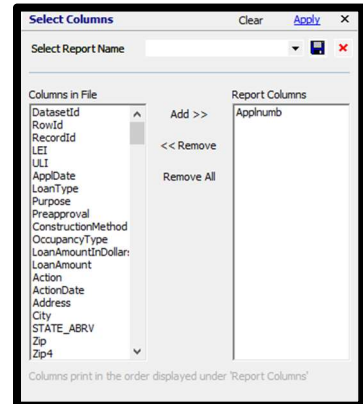 Select Columns Clear Apply ×
Select Report Name
Columns in File Report Columns
DatasetId
RowId
RecordId
LEI
ULI
ApplDate
LoanType
Purpose
Preapproval
ConstructionMethod
OccupancyType
LoanAmountInDollar
LoanAmount
Action
ActionDate
Address
City
STATE_ABRV
Zip
Zip4
Add >>
<< Remove
Remove All
Applnumb
Columns print in the order displayed under 'Report Columns'